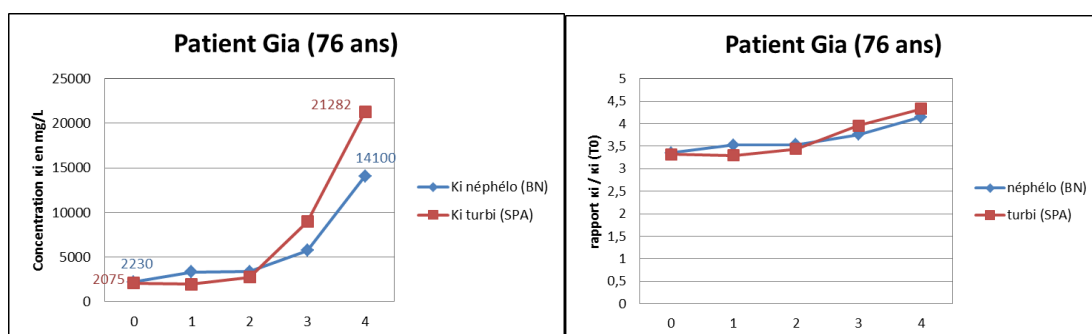 Patient Gia (76 ans)
Concentration κi en mg/L
25000
20000
15000
10000
5000
0
2230
2075
21282
14100
0 1 2 3 4
Ki néphélo (BN)
Ki turbi (SPA)
Patient Gia (76 ans)
rapport κi / κi (T0)
5
4,5
4
3,5
3
2,5
2
1,5
1
0,5
0
0 1 2 3 4
néphélo (BN)
turbi (SPA)